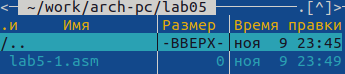 <— ~/work/arch-pc/lab05 —————.[^]>
.и Имя │Размер │Время правки
/.. │-ВВЕРХ-│ноя 9 23:45
lab5-1.asm │ 0│ноя 9 23:49